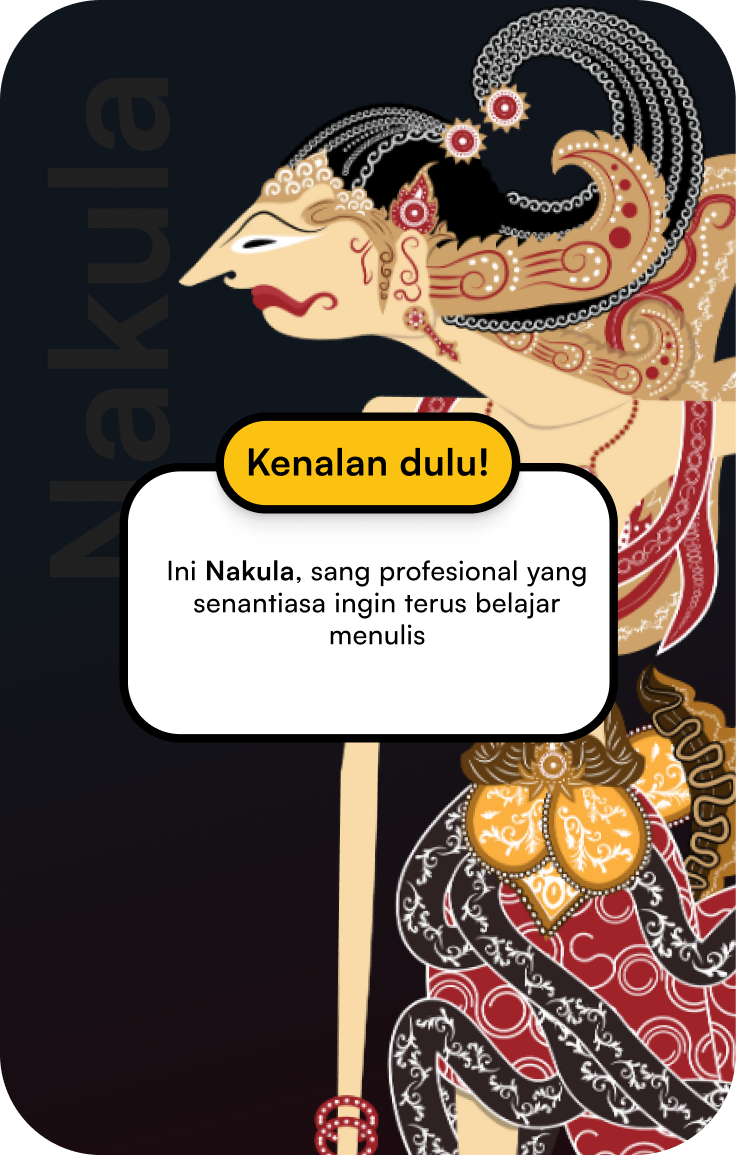 Nakula
Kenalan dulu!
Ini Nakula, sang profesional yang
senantiasa ingin terus belajar
menulis